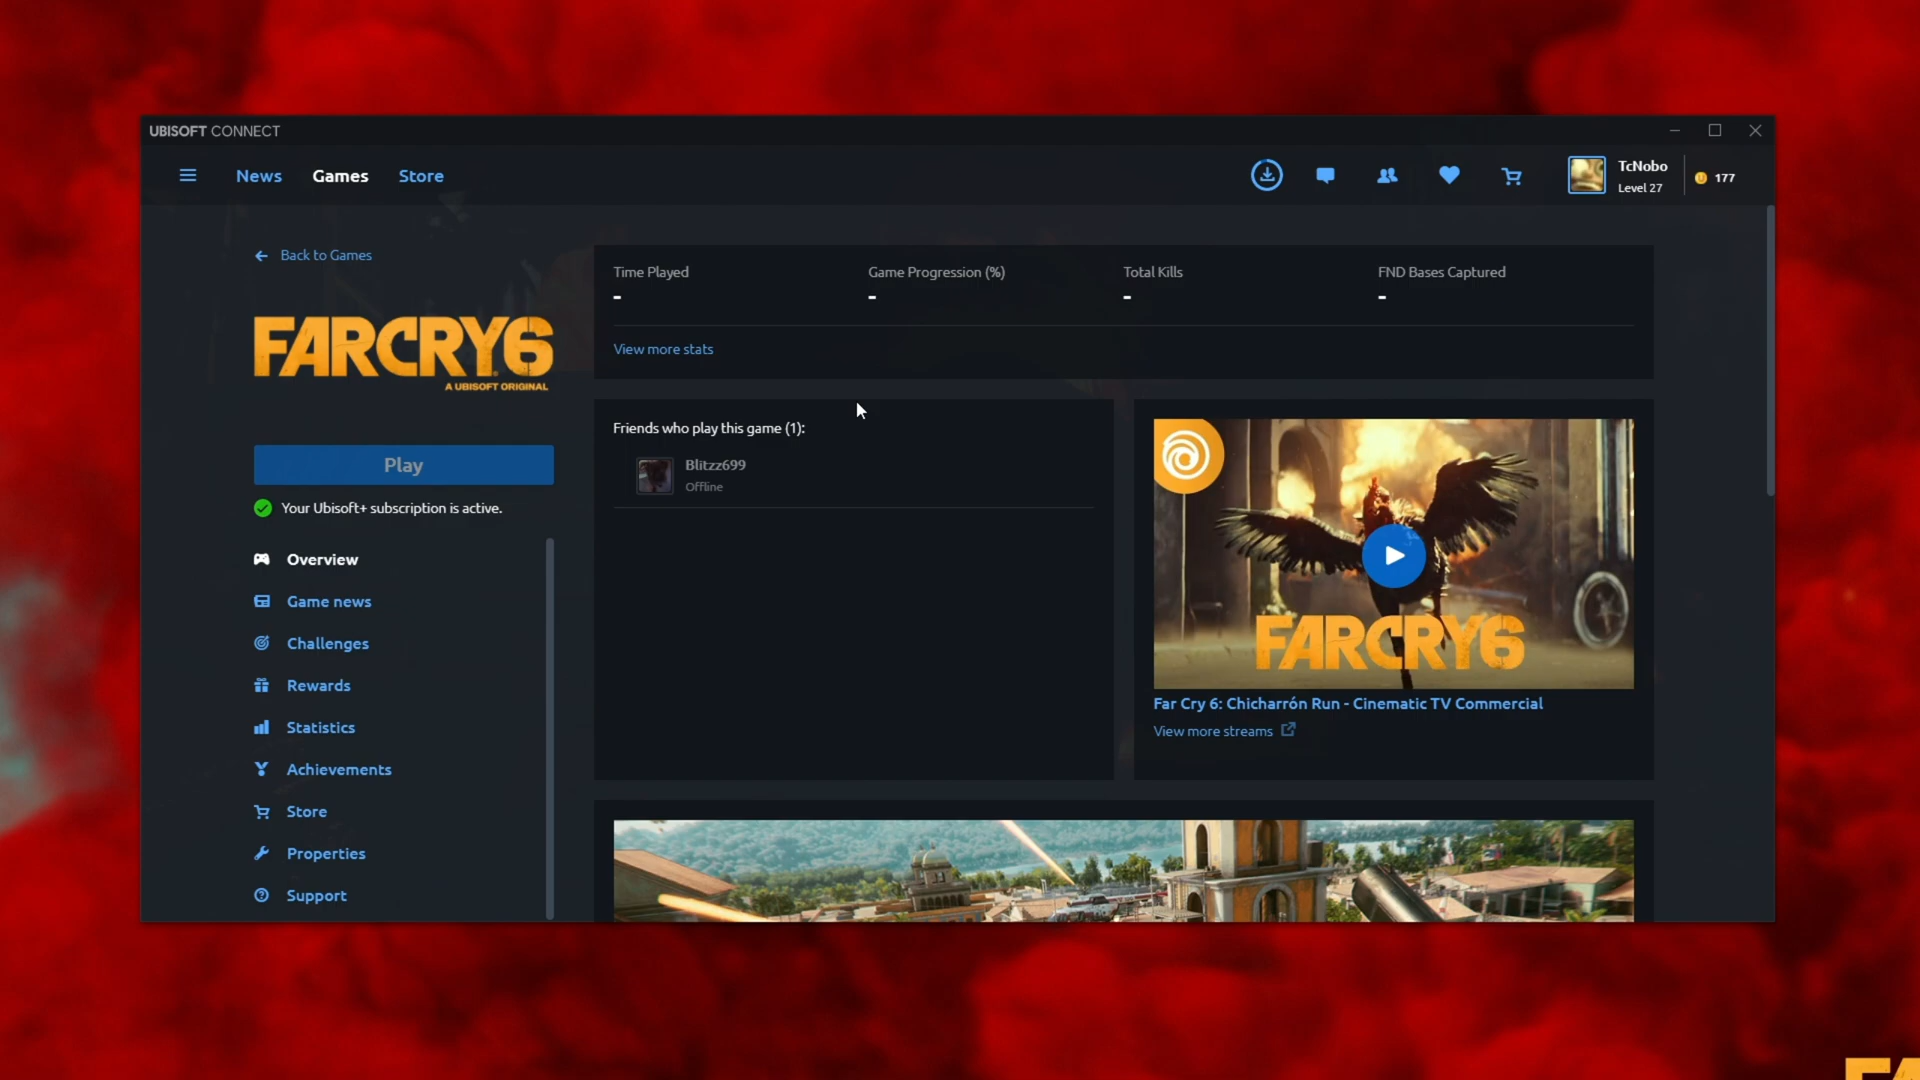 UBISOFT CONNECT
News
Games
Store
TcNobo
Level 27
177
Back to Games
FARCRY6
A UBISOFT ORIGINAL
Play
Your Ubisoft+ subscription is active.
Overview
Game news
Challenges
Rewards
Statistics
Achievements
Store
Properties
Support
Time Played
Game Progression (%)
Total Kills
FND Bases Captured
-
-
-
-
View more stats
Friends who play this game (1):
Blitzz699
Offline
FARCRY6
Far Cry 6: Chicharrón Run - Cinematic TV Commercial
View more streams